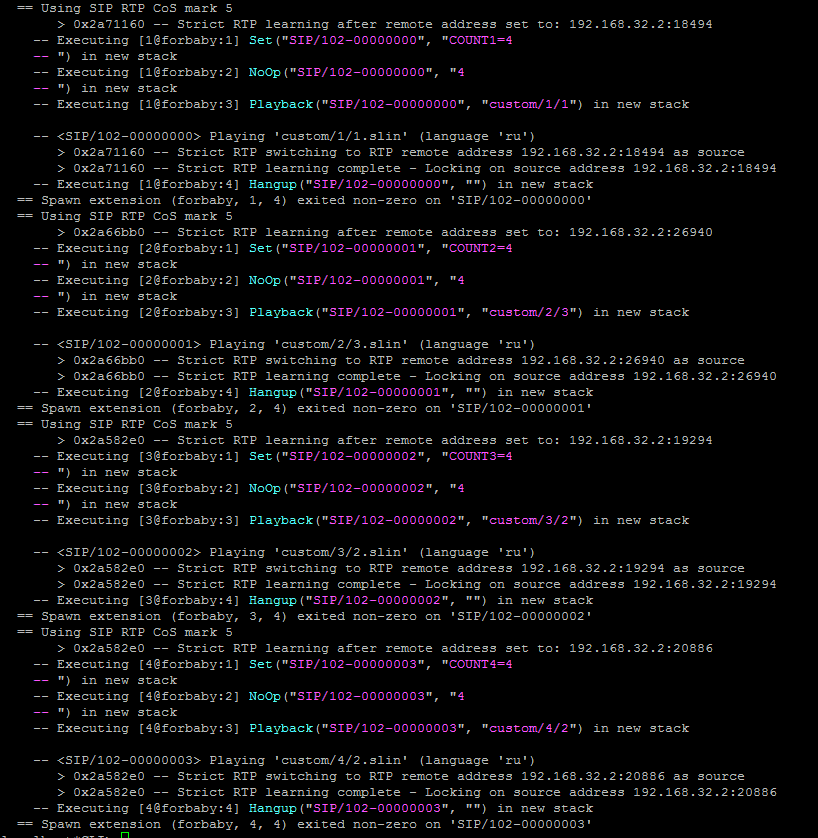 == Using SIP RTP CoS mark 5
> 0x2a71160 -- Strict RTP learning after remote address set to: 192.168.32.2:18494
-- Executing [1@forbaby:1] Set("SIP/102-00000000", "COUNT1=4
-- ") in new stack
-- Executing [1@forbaby:2] NoOp("SIP/102-00000000", "4
-- ") in new stack
-- Executing [1@forbaby:3] Playback("SIP/102-00000000", "custom/1/1") in new stack
-- <SIP/102-00000000> Playing 'custom/1/1.slin' (language 'ru')
> 0x2a71160 -- Strict RTP switching to RTP remote address 192.168.32.2:18494 as source
> 0x2a71160 -- Strict RTP learning complete - Locking on source address 192.168.32.2:18494
-- Executing [1@forbaby:4] Hangup("SIP/102-00000000", "") in new stack
== Spawn extension (forbaby, 1, 4) exited non-zero on 'SIP/102-00000000'
== Using SIP RTP CoS mark 5
> 0x2a66bb0 -- Strict RTP learning after remote address set to: 192.168.32.2:26940
-- Executing [2@forbaby:1] Set("SIP/102-00000001", "COUNT2=4
-- ") in new stack
-- Executing [2@forbaby:2] NoOp("SIP/102-00000001", "4
-- ") in new stack
-- Executing [2@forbaby:3] Playback("SIP/102-00000001", "custom/2/3") in new stack
-- <SIP/102-00000001> Playing 'custom/2/3.slin' (language 'ru')
> 0x2a66bb0 -- Strict RTP switching to RTP remote address 192.168.32.2:26940 as source
> 0x2a66bb0 -- Strict RTP learning complete - Locking on source address 192.168.32.2:26940
-- Executing [2@forbaby:4] Hangup("SIP/102-00000001", "") in new stack
== Spawn extension (forbaby, 2, 4) exited non-zero on 'SIP/102-00000001'
== Using SIP RTP CoS mark 5
> 0x2a582e0 -- Strict RTP learning after remote address set to: 192.168.32.2:19294
-- Executing [3@forbaby:1] Set("SIP/102-00000002", "COUNT3=4
-- ") in new stack
-- Executing [3@forbaby:2] NoOp("SIP/102-00000002", "4
-- ") in new stack
-- Executing [3@forbaby:3] Playback("SIP/102-00000002", "custom/3/2") in new stack
-- <SIP/102-00000002> Playing 'custom/3/2.slin' (language 'ru')
> 0x2a582e0 -- Strict RTP switching to RTP remote address 192.168.32.2:19294 as source
> 0x2a582e0 -- Strict RTP learning complete - Locking on source address 192.168.32.2:19294
-- Executing [3@forbaby:4] Hangup("SIP/102-00000002", "") in new stack
== Spawn extension (forbaby, 3, 4) exited non-zero on 'SIP/102-00000002'
== Using SIP RTP CoS mark 5
> 0x2a582e0 -- Strict RTP learning after remote address set to: 192.168.32.2:20886
-- Executing [4@forbaby:1] Set("SIP/102-00000003", "COUNT4=4
-- ") in new stack
-- Executing [4@forbaby:2] NoOp("SIP/102-00000003", "4
-- ") in new stack
-- Executing [4@forbaby:3] Playback("SIP/102-00000003", "custom/4/2") in new stack
-- <SIP/102-00000003> Playing 'custom/4/2.slin' (language 'ru')
> 0x2a582e0 -- Strict RTP switching to RTP remote address 192.168.32.2:20886 as source
> 0x2a582e0 -- Strict RTP learning complete - Locking on source address 192.168.32.2:20886
-- Executing [4@forbaby:4] Hangup("SIP/102-00000003", "") in new stack
== Spawn extension (forbaby, 4, 4) exited non-zero on 'SIP/102-00000003'